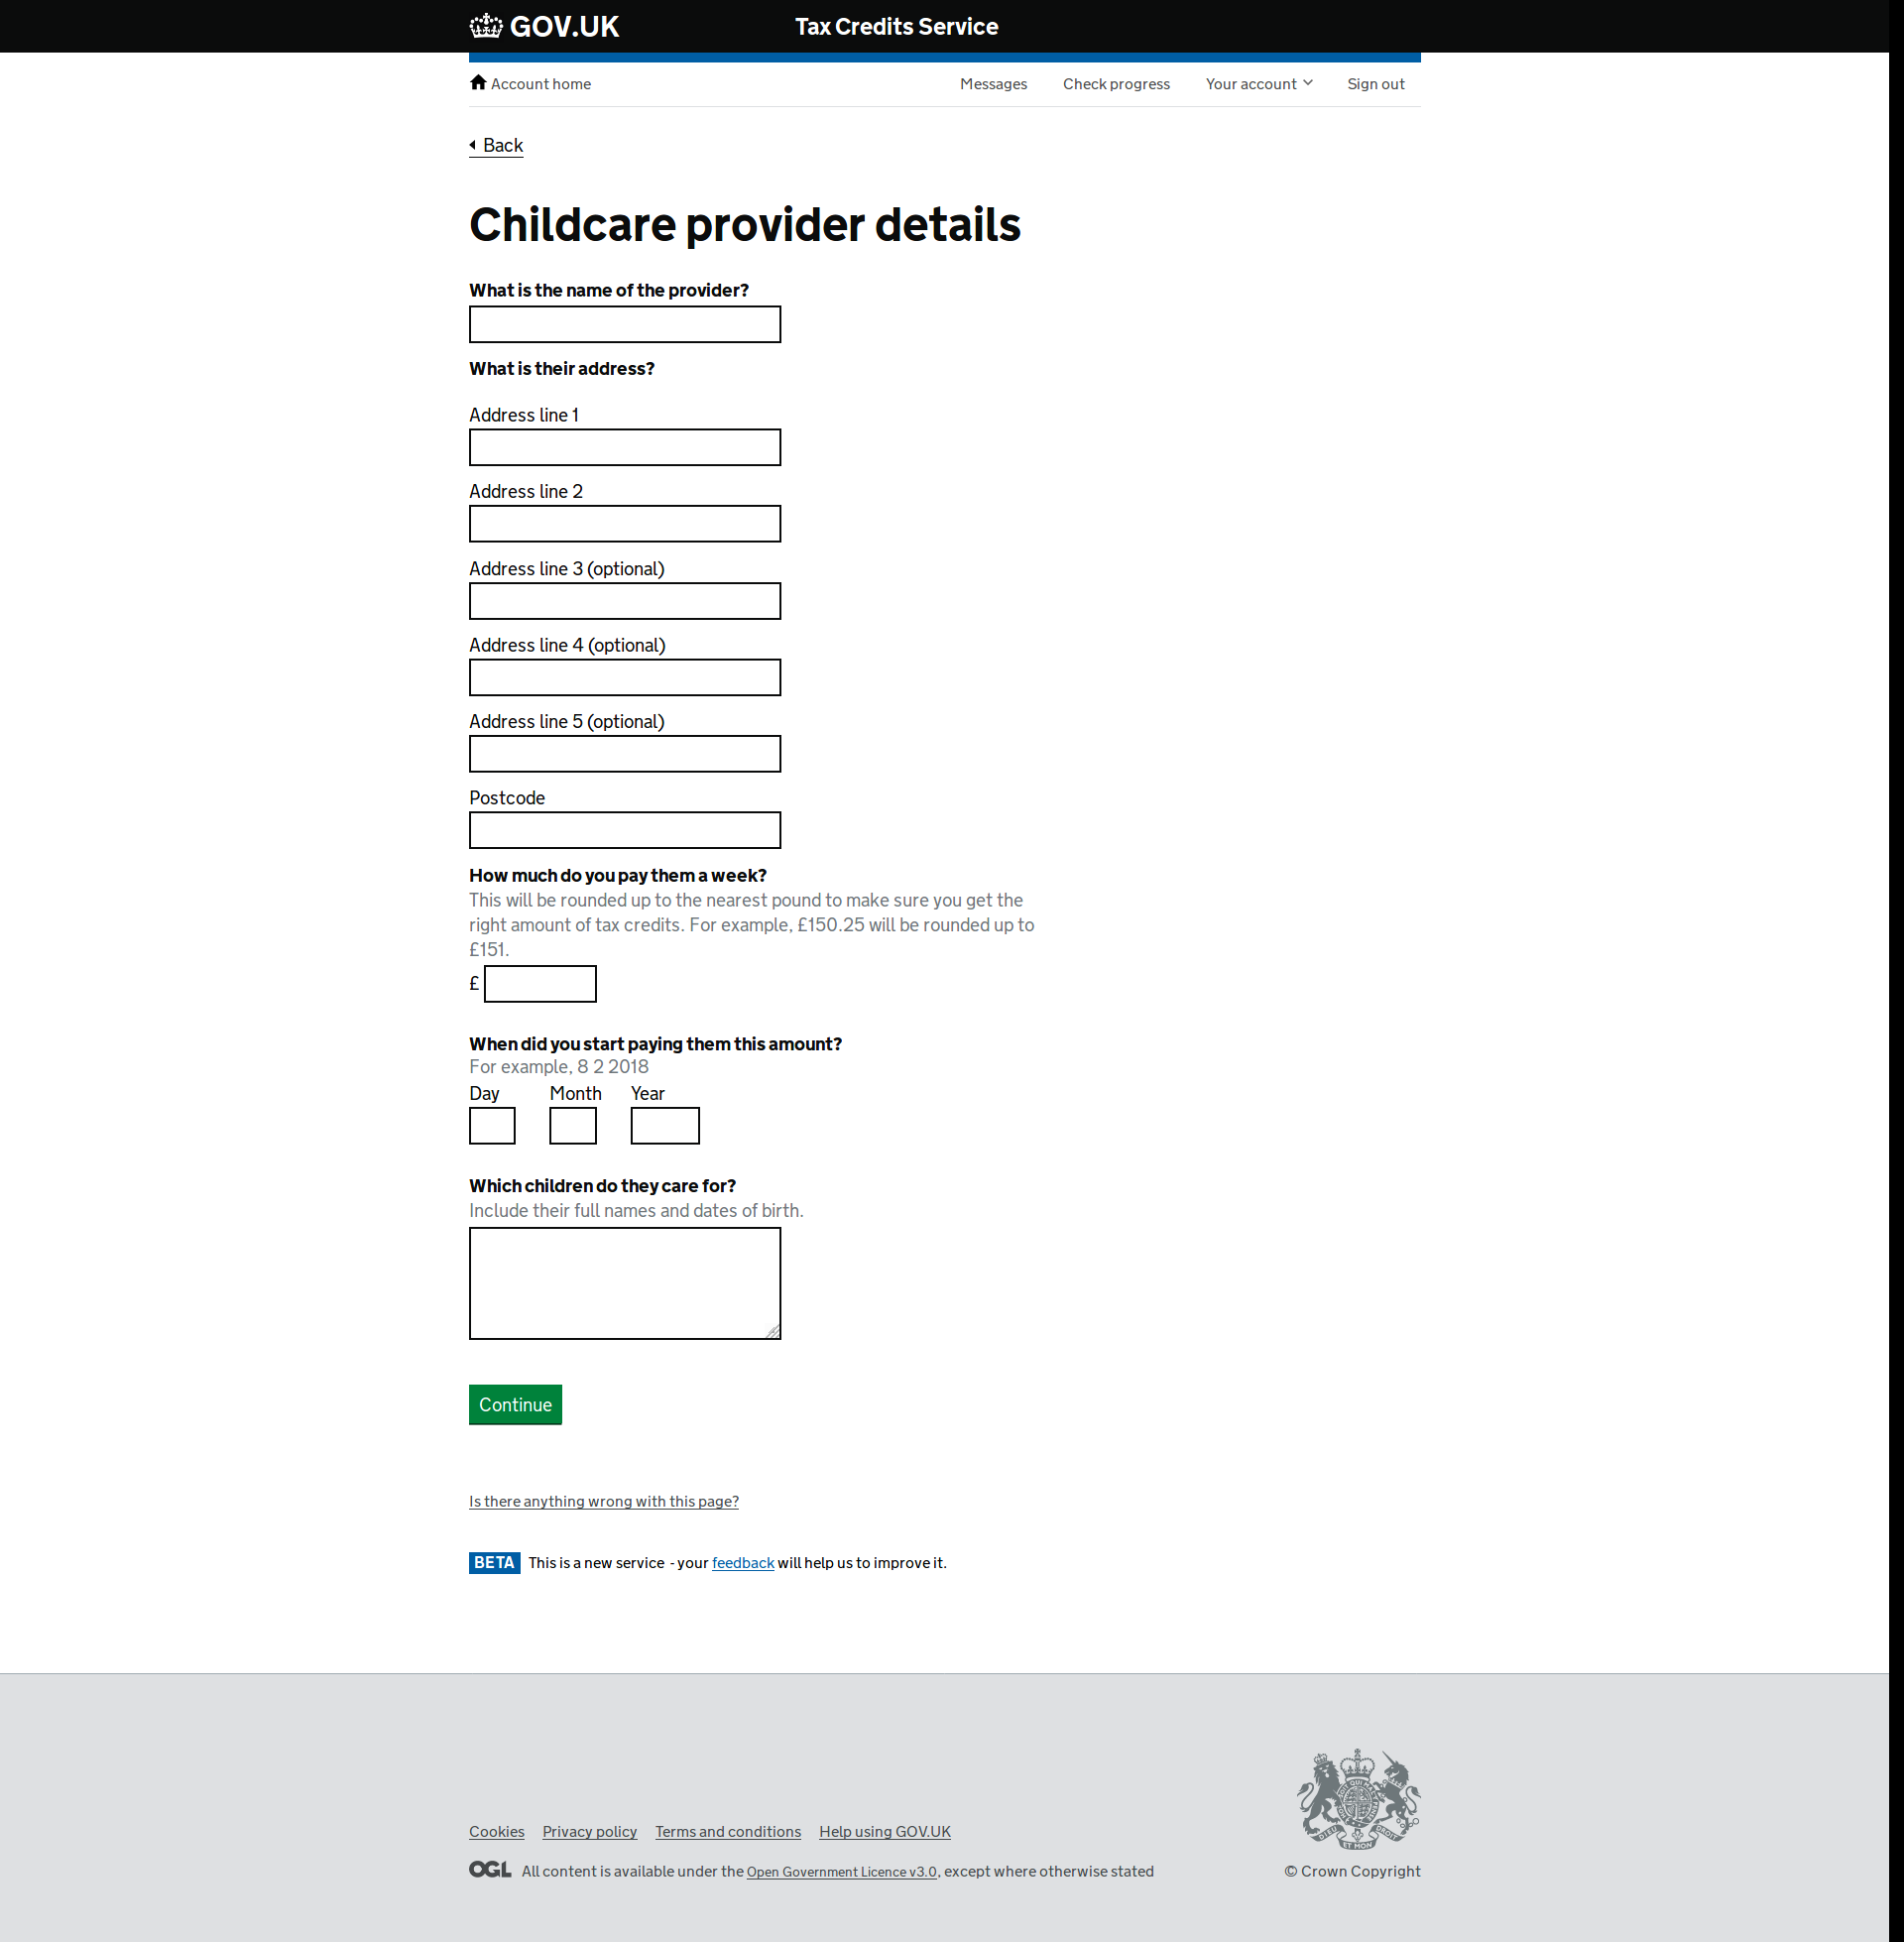 GOV.UK Tax Credits Service
Account home Messages Check progress Your account Sign out
Back
Childcare provider details
What is the name of the provider?
What is their address?
Address line 1
Address line 2
Address line 3 (optional)
Address line 4 (optional)
Address line 5 (optional)
Postcode
How much do you pay them a week?
This will be rounded up to the nearest pound to make sure you get the
right amount of tax credits. For example, £150.25 will be rounded up to
£151.
£
When did you start paying them this amount?
For example, 8 2 2018
Day Month Year
Which children do they care for?
Include their full names and dates of birth.
Continue
Is there anything wrong with this page?
BETA This is a new service - your feedback will help us to improve it.
Cookies Privacy policy Terms and conditions Help using GOV.UK
OGL All content is available under the Open Government Licence v3.0, except where otherwise stated
© Crown Copyright